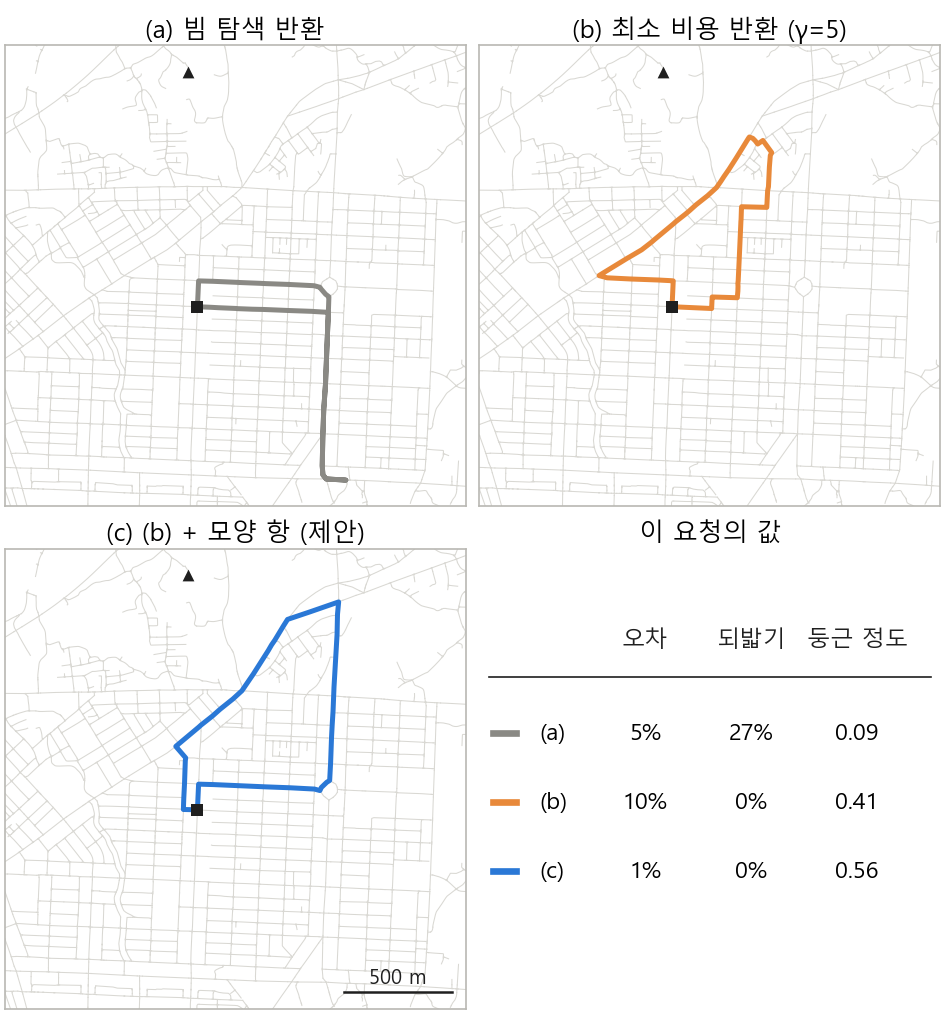 (a) 빔 탐색 반환
(b) 최소 비용 반환 (γ=5)
(c) (b) + 모양 항 (제안)
500 m
이 요청의 값
오차 되밟기 둥근 정도
(a) 5% 27% 0.09
(b) 10% 0% 0.41
(c) 1% 0% 0.56